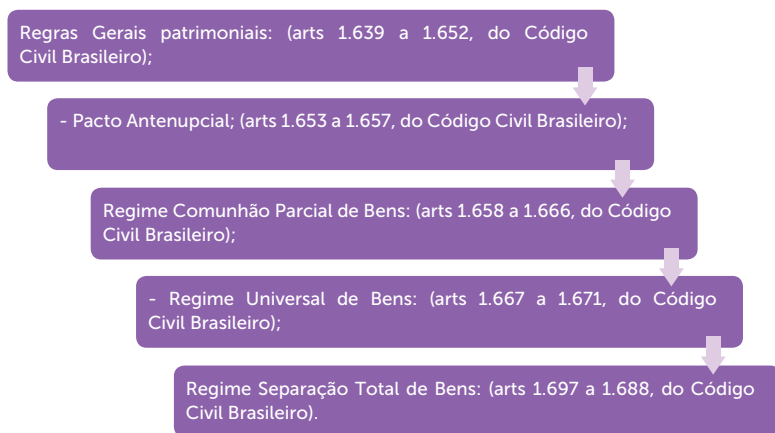 Regras Gerais patrimoniais: (arts 1.639 a 1.652, do Código
Civil Brasileiro);
- Pacto Antenupcial; (arts 1.653 a 1.657, do Código Civil Brasileiro);
Regime Comunhão Parcial de Bens: (arts 1.658 a 1.666, do Código
Civil Brasileiro);
- Regime Universal de Bens: (arts 1.667 a 1.671, do Código
Civil Brasileiro);
Regime Separação Total de Bens: (arts 1.697 a 1.688, do Código
Civil Brasileiro).